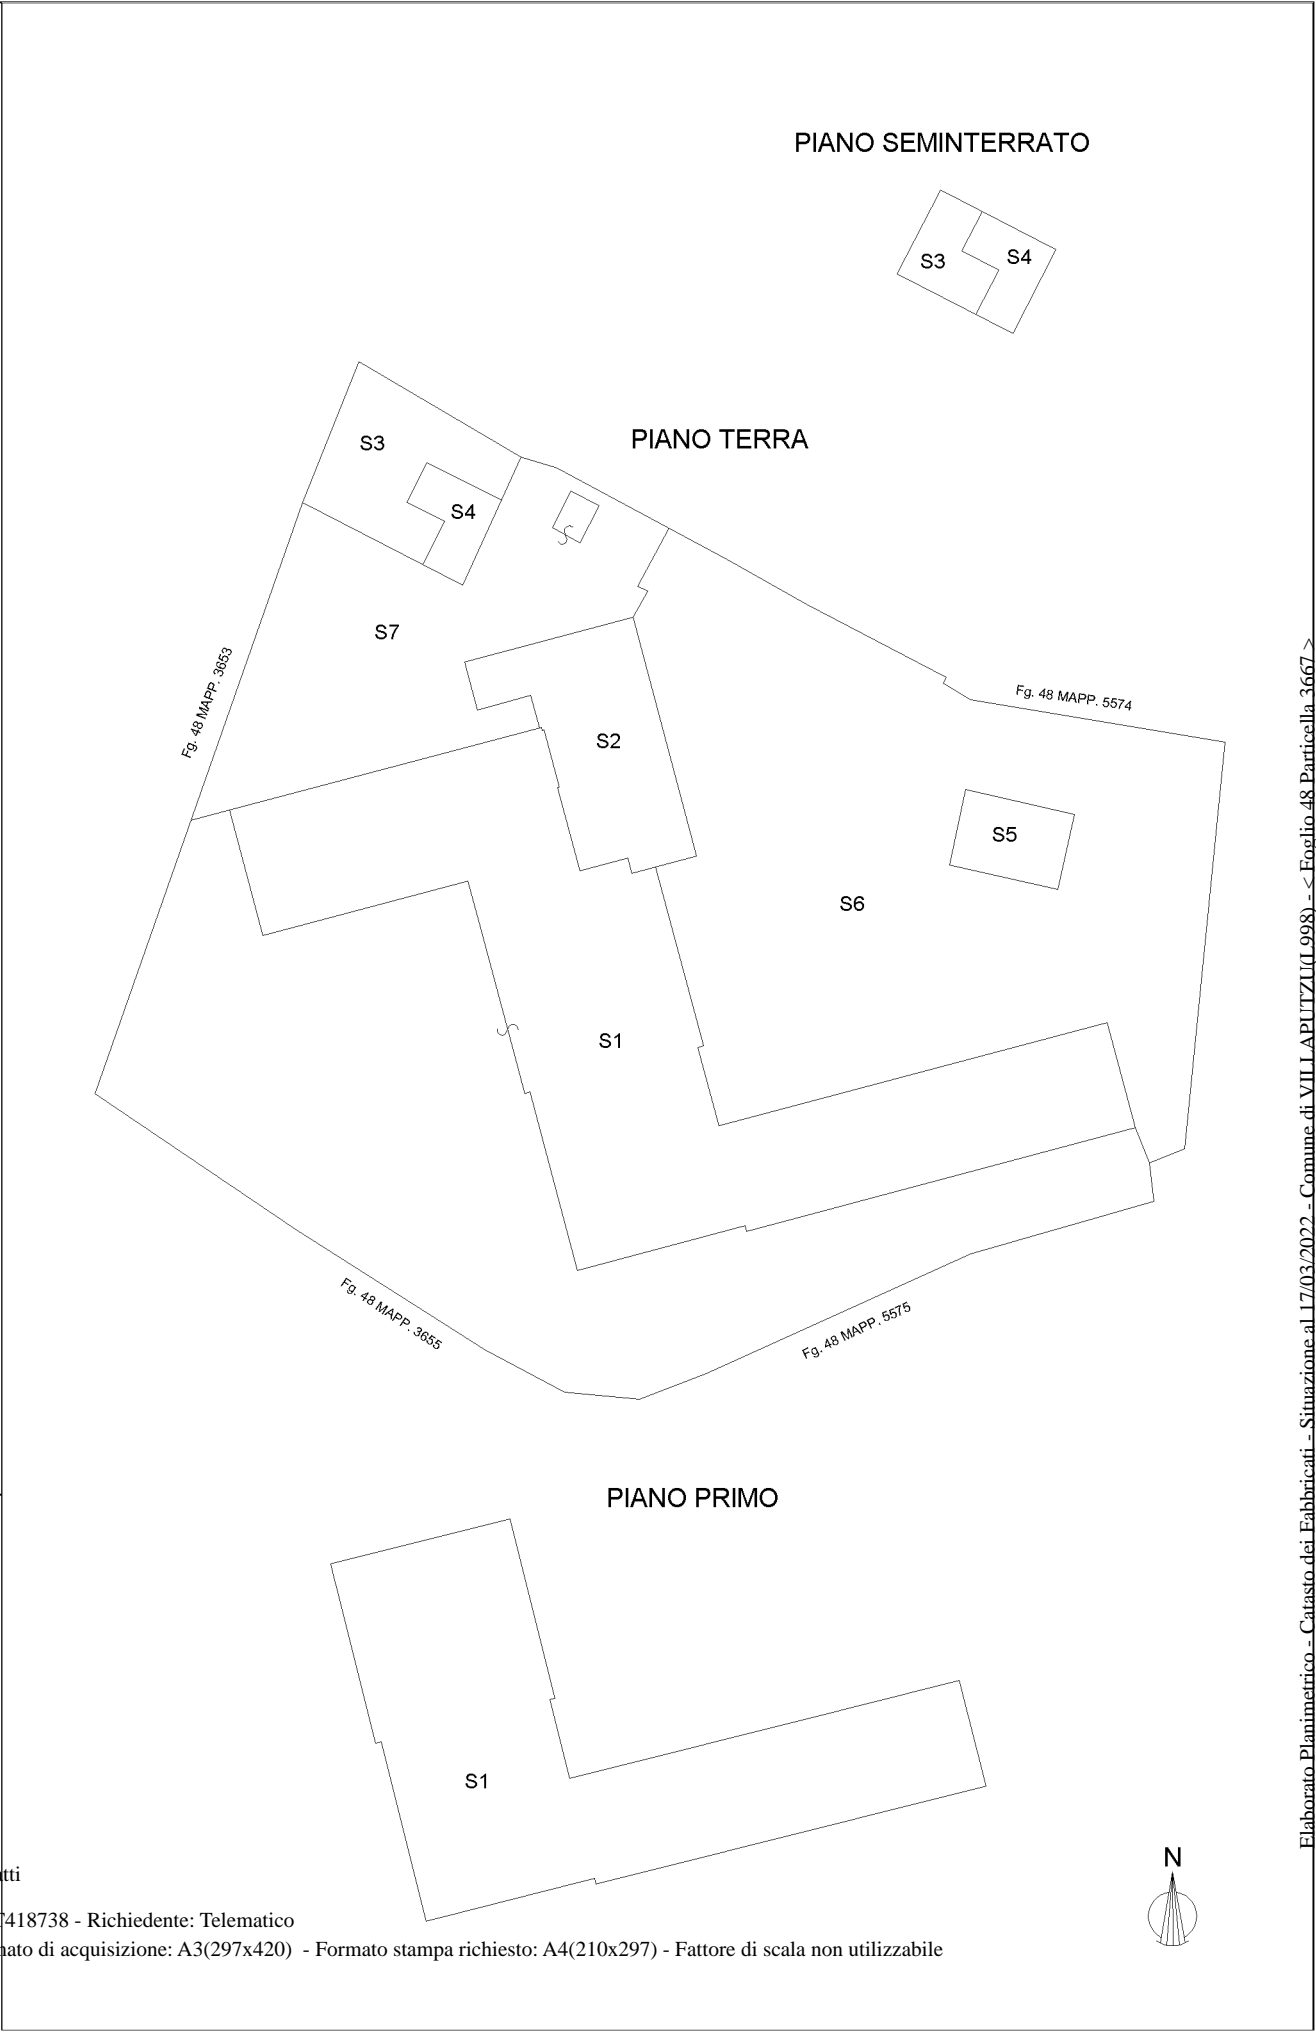 PIANO SEMINTERRATO
S3
S4
PIANO TERRA
S3
S4
S7
Fg. 48 MAPP. 3653
S2
Fg. 48 MAPP. 5574
S5
S6
S1
Fg. 48 MAPP. 3655
Fg. 48 MAPP. 5575
PIANO PRIMO
S1
N
Elaborato Planimetrico - Catasto dei Fabbricati - Situazione al 17/03/2022 - Comune di VILLAPUTZU(L998) - < Foglio 48 Particella 3667 >
tti
T418738 - Richiedente: Telematico
mato di acquisizione: A3(297x420) - Formato stampa richiesto: A4(210x297) - Fattore di scala non utilizzabile